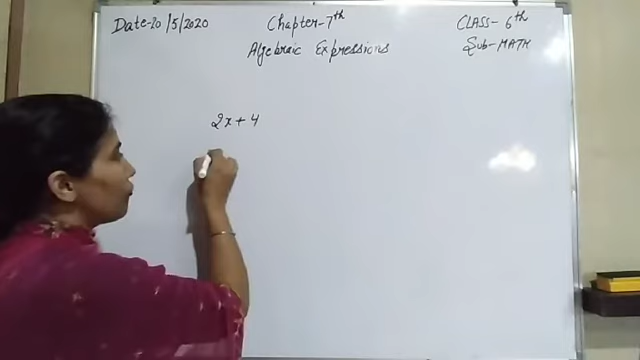 Date-20/5/2020 Chapter-7th CLASS-6th
Algebraic Expressions Sub-MATH
2x+4